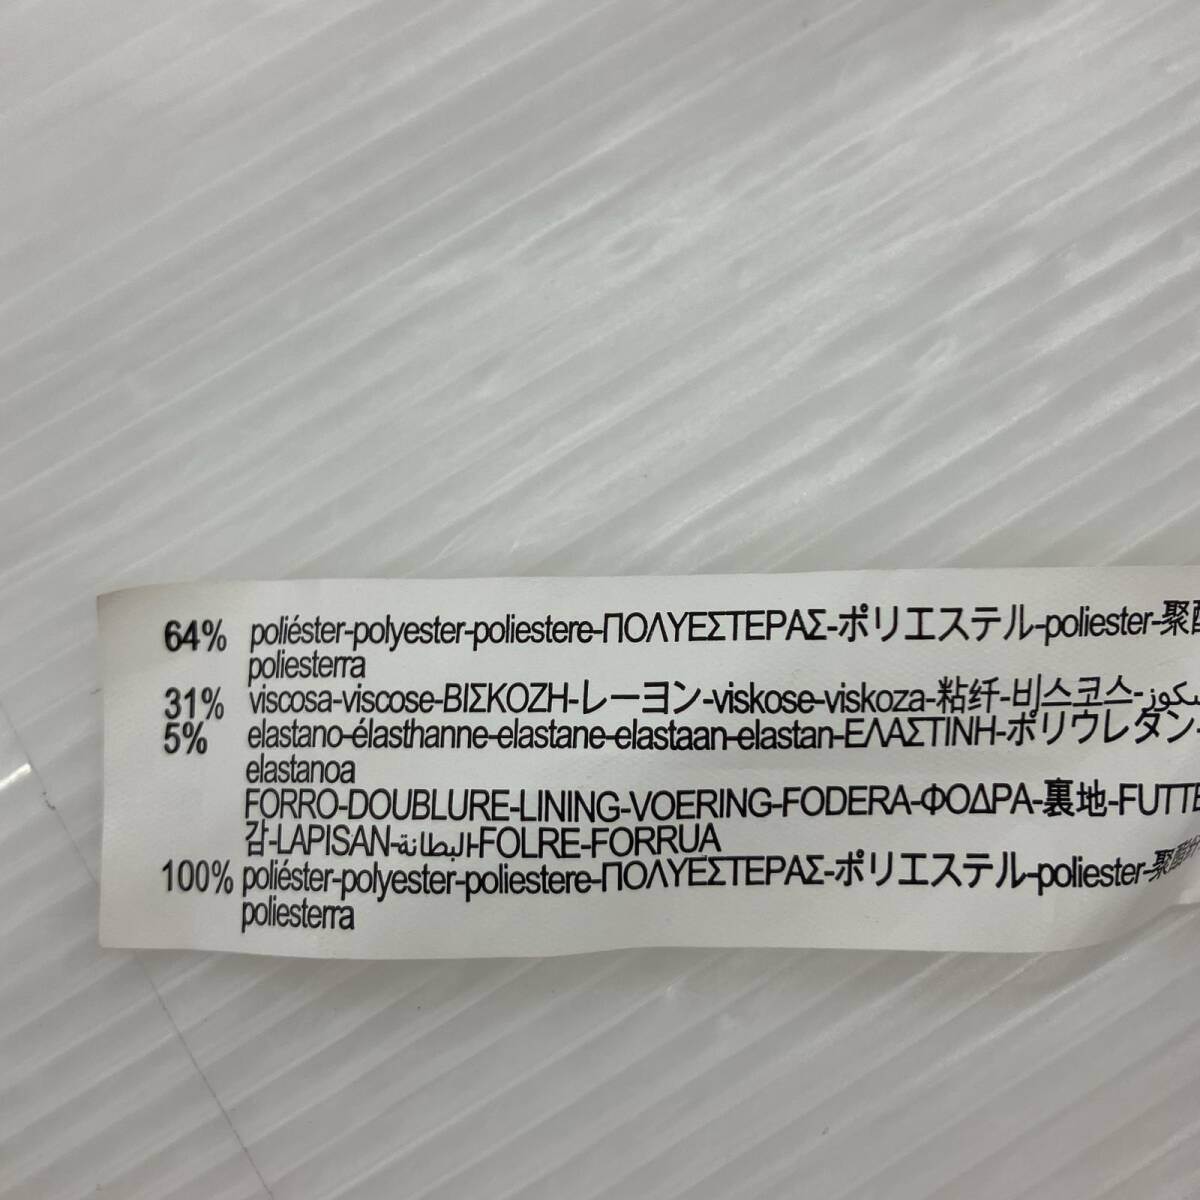 64% poliéster-polyester-poliestere-ΠΟΛΥΕΣΤΕΡΑΣ-ポリエステル-poliester-聚
poliesterra
31% viscosa-viscose-ΒΙΣΚΟΖΗ-レーヨン-viskose-viskoza-粘纤-비스코스-
5% elastano-élasthanne-elastane-elastaan-elastan-ΕΛΑΣΤΙΝΗ-ポリウレタン-
elastanoa
FORRO-DOUBLURE-LINING-VOERING-FODERA-ΦΟΔΡΑ-裏地-FUTTE
감-LAPISAN-البطانة-FOLRE-FORRUA
100% poliéster-polyester-poliestere-ΠΟΛΥΕΣΤΕΡΑΣ-ポリエステル-poliester-聚酯纤
poliesterra